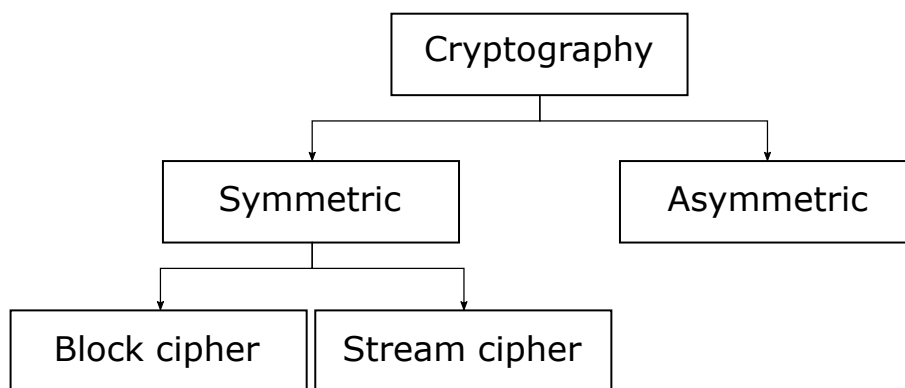 Cryptography
Symmetric
Asymmetric
Block cipher
Stream cipher